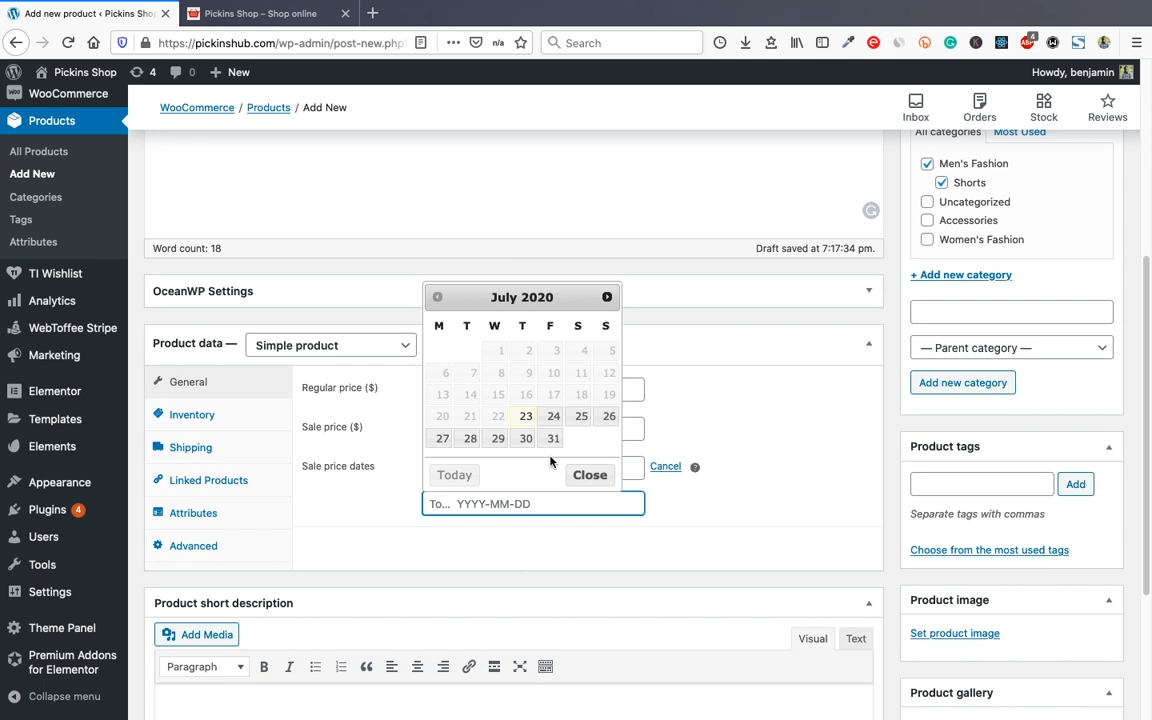 Add new product ‹ Pickins Shop
Pickins Shop – Shop online
https://pickinshub.com/wp-admin/post-new.php
n/a
Search
4
Pickins Shop
4
0
New
Howdy, benjamin
WooCommerce
Products
All Products
Add New
Categories
Tags
Attributes
TI Wishlist
Analytics
WebToffee Stripe
Marketing
Elementor
Templates
Elements
Appearance
Plugins 4
Users
Tools
Settings
Theme Panel
Premium Addons
for Elementor
Collapse menu
WooCommerce / Products / Add New
Inbox
Orders
Stock
Reviews
Word count: 18
Draft saved at 7:17:34 pm.
OceanWP Settings
Product data — Simple product
General
Inventory
Shipping
Linked Products
Attributes
Advanced
Regular price ($)
Sale price ($)
Sale price dates
Cancel
July 2020
M T W T F S S
1 2 3 4 5
6 7 8 9 10 11 12
13 14 15 16 17 18 19
20 21 22 23 24 25 26
27 28 29 30 31
Today Close
To... YYYY-MM-DD
Product short description
Add Media
Visual Text
Paragraph
All categories Most Used
Men's Fashion
Shorts
Uncategorized
Accessories
Women's Fashion
+ Add new category
— Parent category —
Add new category
Product tags
Add
Separate tags with commas
Choose from the most used tags
Product image
Set product image
Product gallery